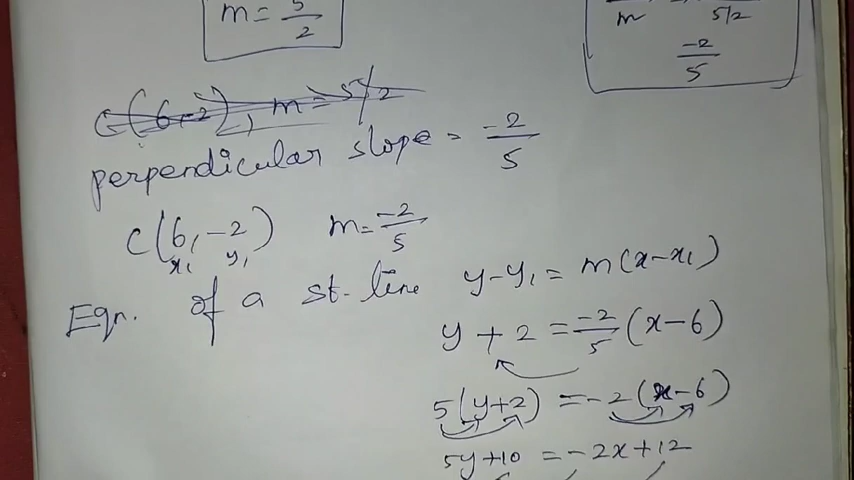 m = 5/2
m 5/2
-2/5
C(6,-2), m = 5/2
perpendicular slope = -2/5
C(6, -2) m = -2/5
x₁ y₁
Eqn. of a st. line y - y₁ = m(x - x₁)
y + 2 = -2/5 (x - 6)
5(y+2) = -2(x-6)
5y+10 = -2x+12